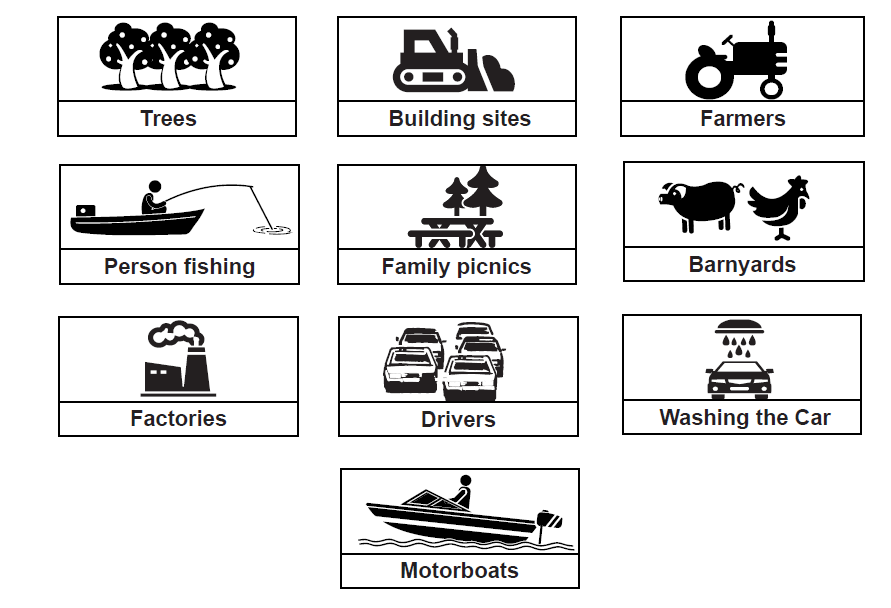 Trees
Building sites
Farmers
Person fishing
Family picnics
Barnyards
Factories
Drivers
Washing the Car
Motorboats